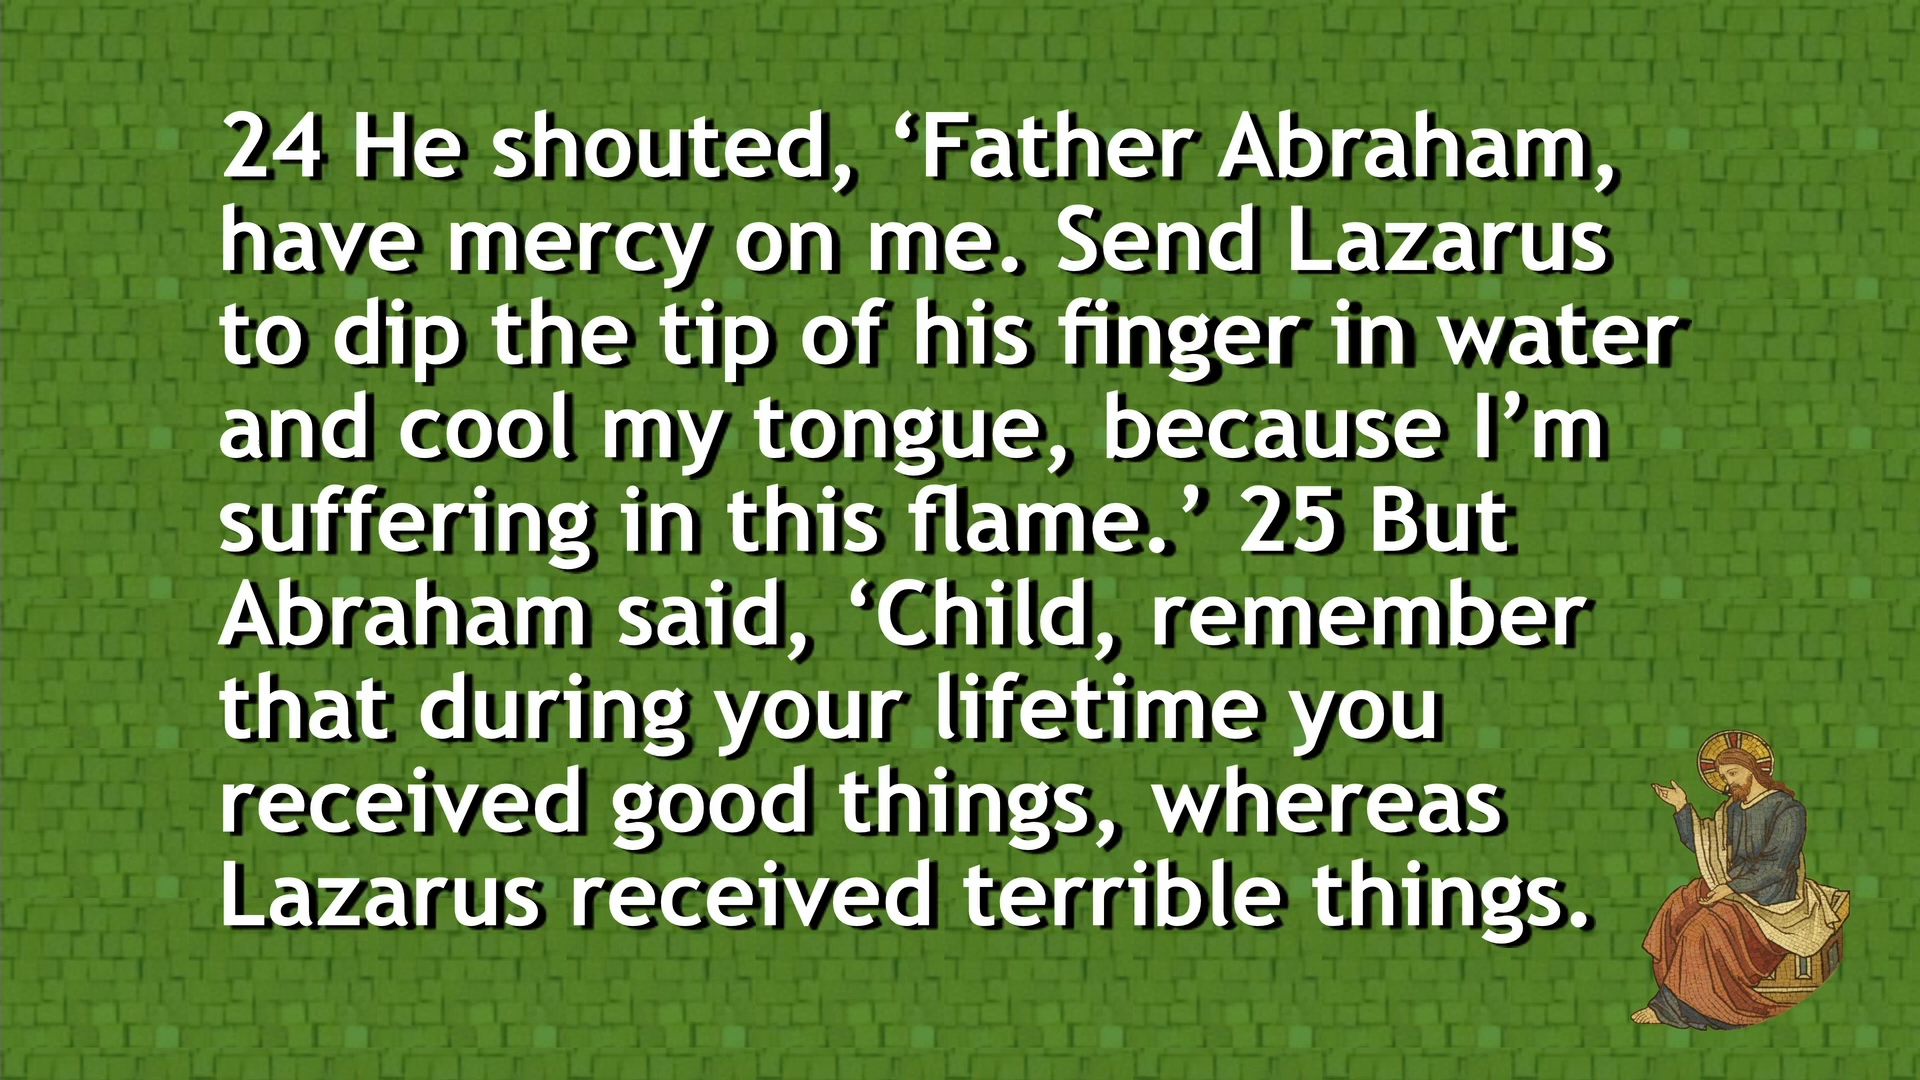 24 He shouted, ‘Father Abraham,
have mercy on me. Send Lazarus
to dip the tip of his finger in water
and cool my tongue, because I’m
suffering in this flame.’ 25 But
Abraham said, ‘Child, remember
that during your lifetime you
received good things, whereas
Lazarus received terrible things.